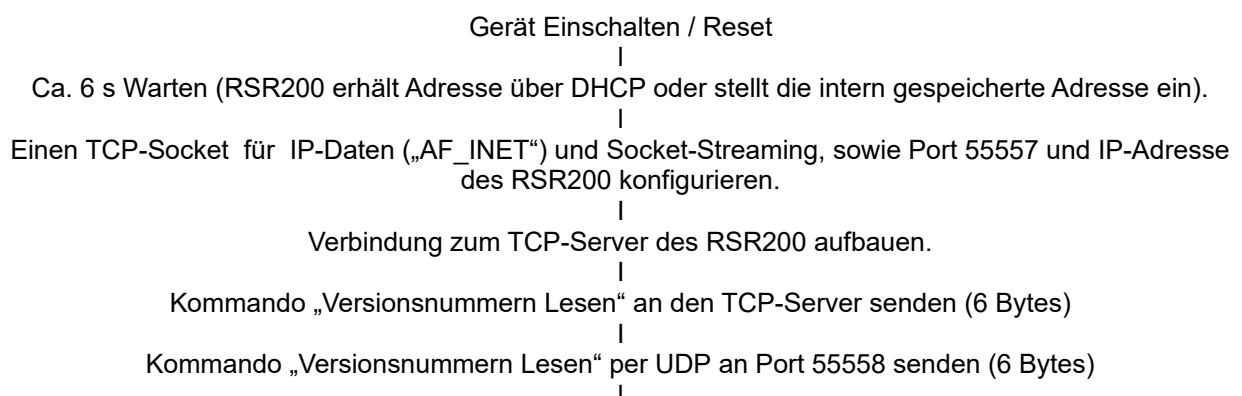 Gerät Einschalten / Reset
|
Ca. 6 s Warten (RSR200 erhält Adresse über DHCP oder stellt die intern gespeicherte Adresse ein).
|
Einen TCP-Socket für IP-Daten („AF_INET“) und Socket-Streaming, sowie Port 55557 und IP-Adresse
des RSR200 konfigurieren.
|
Verbindung zum TCP-Server des RSR200 aufbauen.
|
Kommando „Versionsnummern Lesen“ an den TCP-Server senden (6 Bytes)
|
Kommando „Versionsnummern Lesen“ per UDP an Port 55558 senden (6 Bytes)
|